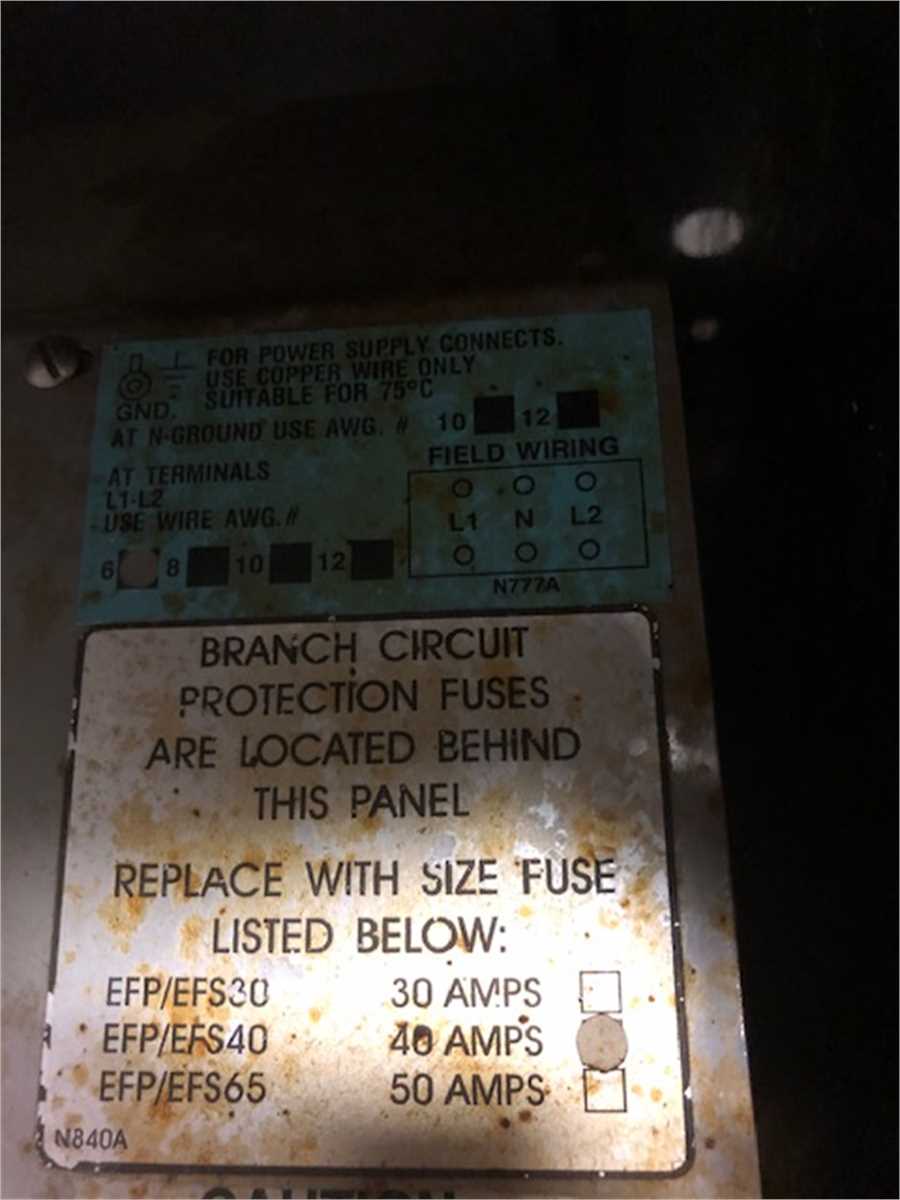 FOR POWER SUPPLY CONNECTS.
USE COPPER WIRE ONLY
SUITABLE FOR 75°C
GND.
AT N-GROUND USE AWG. # 10 12
AT TERMINALS
L1-L2
USE WIRE AWG.#
6 8 10 12
FIELD WIRING
L1 N L2
N777A
BRANCH CIRCUIT
PROTECTION FUSES
ARE LOCATED BEHIND
THIS PANEL
REPLACE WITH SIZE FUSE
LISTED BELOW:
EFP/EFS30 30 AMPS
EFP/EFS40 40 AMPS
EFP/EFS65 50 AMPS
N840A
CAUTION